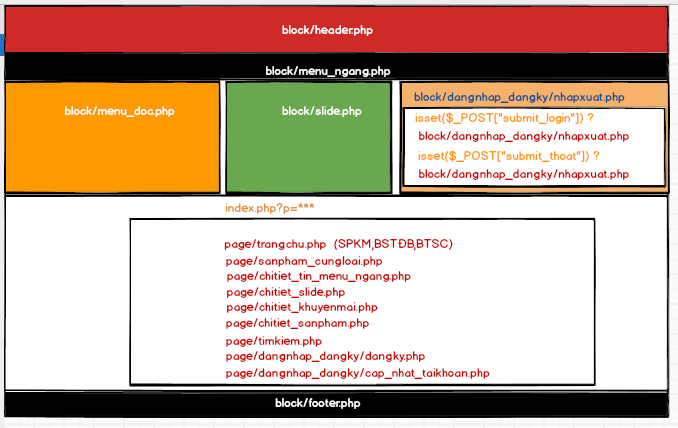 block/header.php
block/menu_ngang.php
block/menu_doc.php
block/slide.php
block/dangnhap_dangky/nhapxuat.php
isset($_POST["submit_login"]) ?
block/dangnhap_dangky/nhapxuat.php
isset($_POST["submit_thoat"]) ?
block/dangnhap_dangky/nhapxuat.php
index.php?p=***
page/trangchu.php (SPKM,BSTĐB,BTSC)
page/sanpham_cungloai.php
page/chitiet_tin_menu_ngang.php
page/chitiet_slide.php
page/chitiet_khuyenmai.php
page/chitiet_sanpham.php
page/timkiem.php
page/dangnhap_dangky/dangky.php
page/dangnhap_dangky/cap_nhat_taikhoan.php
block/footer.php